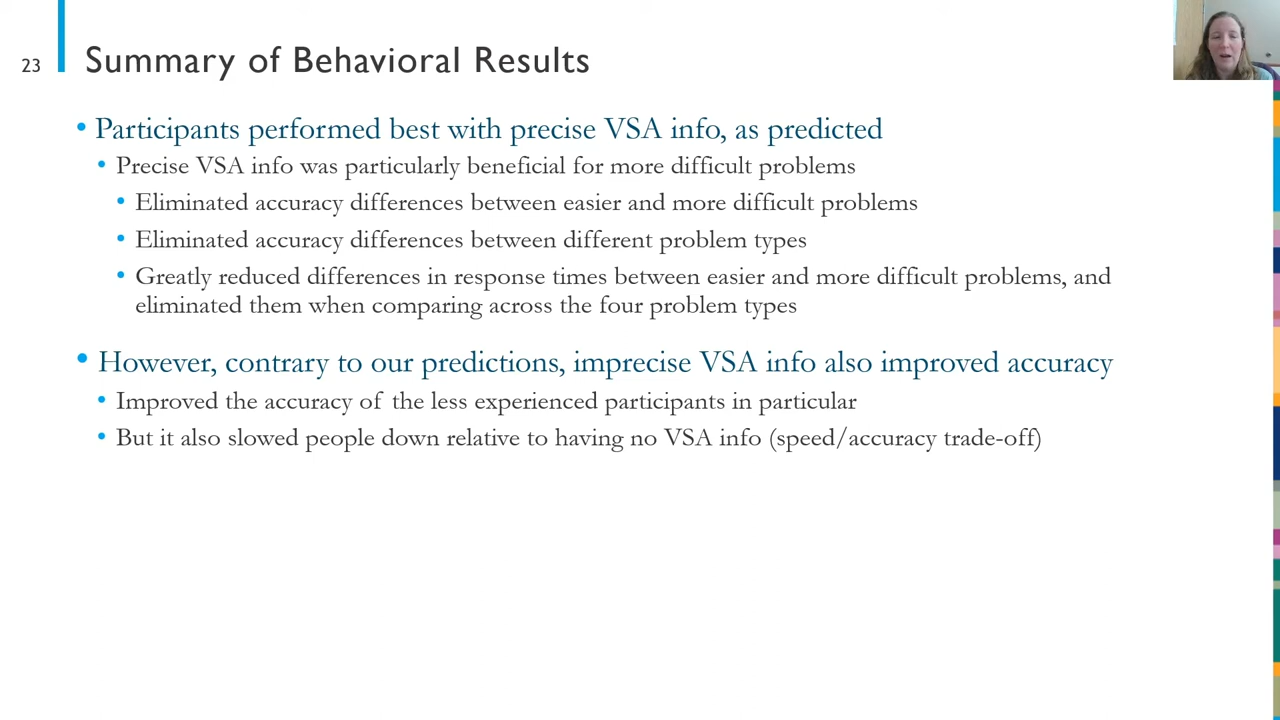 23
Summary of Behavioral Results
• Participants performed best with precise VSA info, as predicted
• Precise VSA info was particularly beneficial for more difficult problems
• Eliminated accuracy differences between easier and more difficult problems
• Eliminated accuracy differences between different problem types
• Greatly reduced differences in response times between easier and more difficult problems, and
eliminated them when comparing across the four problem types
• However, contrary to our predictions, imprecise VSA info also improved accuracy
• Improved the accuracy of the less experienced participants in particular
• But it also slowed people down relative to having no VSA info (speed/accuracy trade-off)